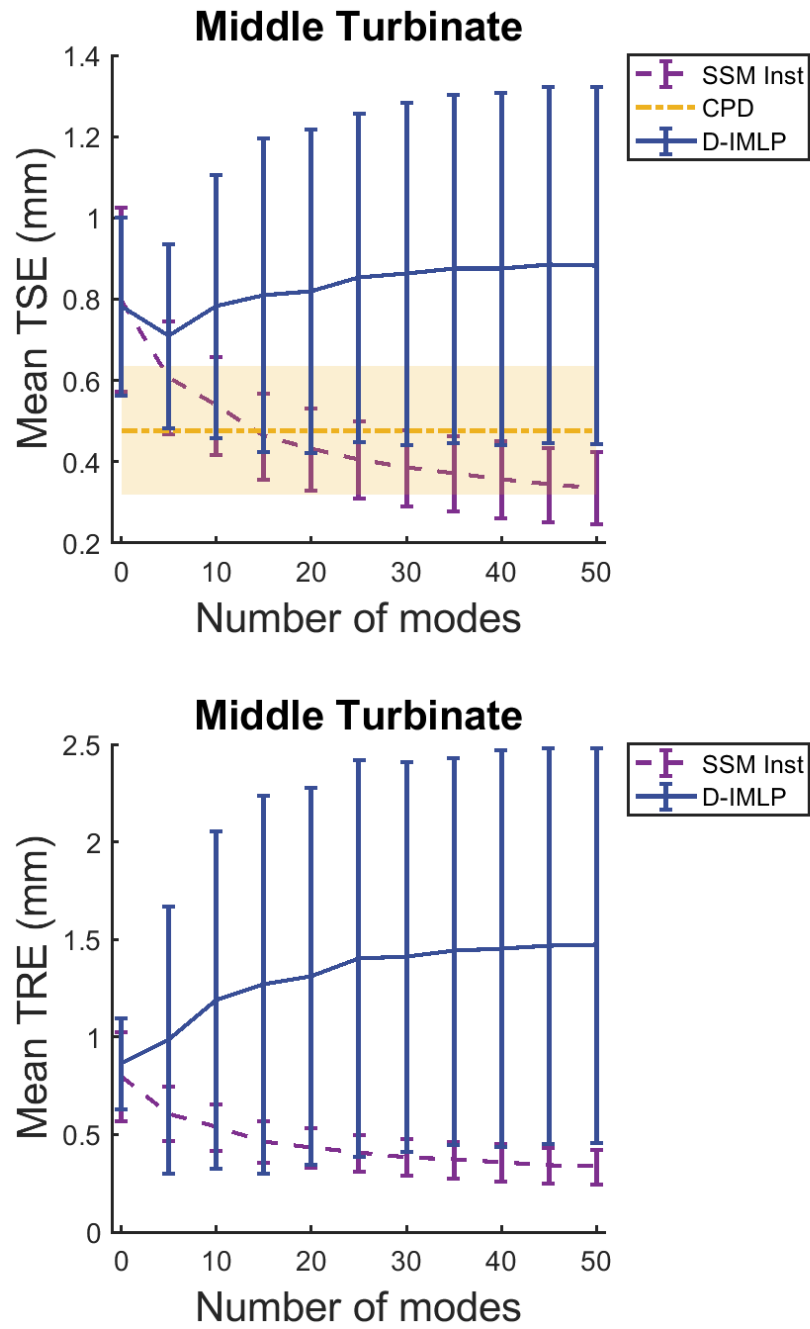 Middle Turbinate
1.4
1.2
1
0.8
0.6
0.4
0.2
Mean TSE (mm)
0 10 20 30 40 50
Number of modes
SSM Inst
CPD
D-IMLP
Middle Turbinate
2.5
2
1.5
1
0.5
0
Mean TRE (mm)
0 10 20 30 40 50
Number of modes
SSM Inst
D-IMLP